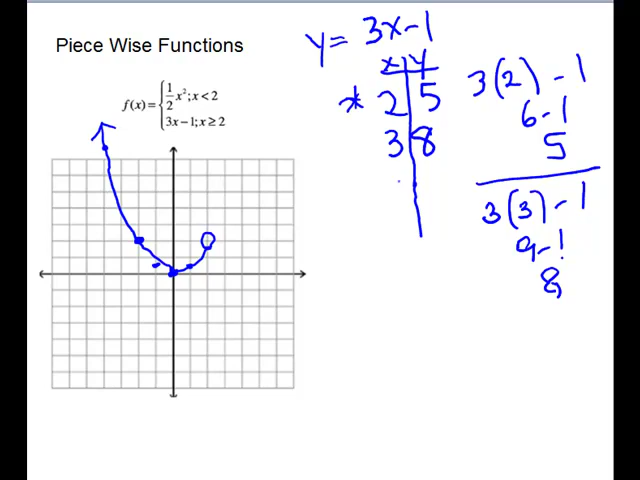 Piece Wise Functions
f(x) = { 1/2 x²; x < 2
3x − 1; x ≥ 2
y = 3x − 1
x y
* 2 5
3 8
3(2) − 1
6 − 1
5
3(3) − 1
9 − 1
8